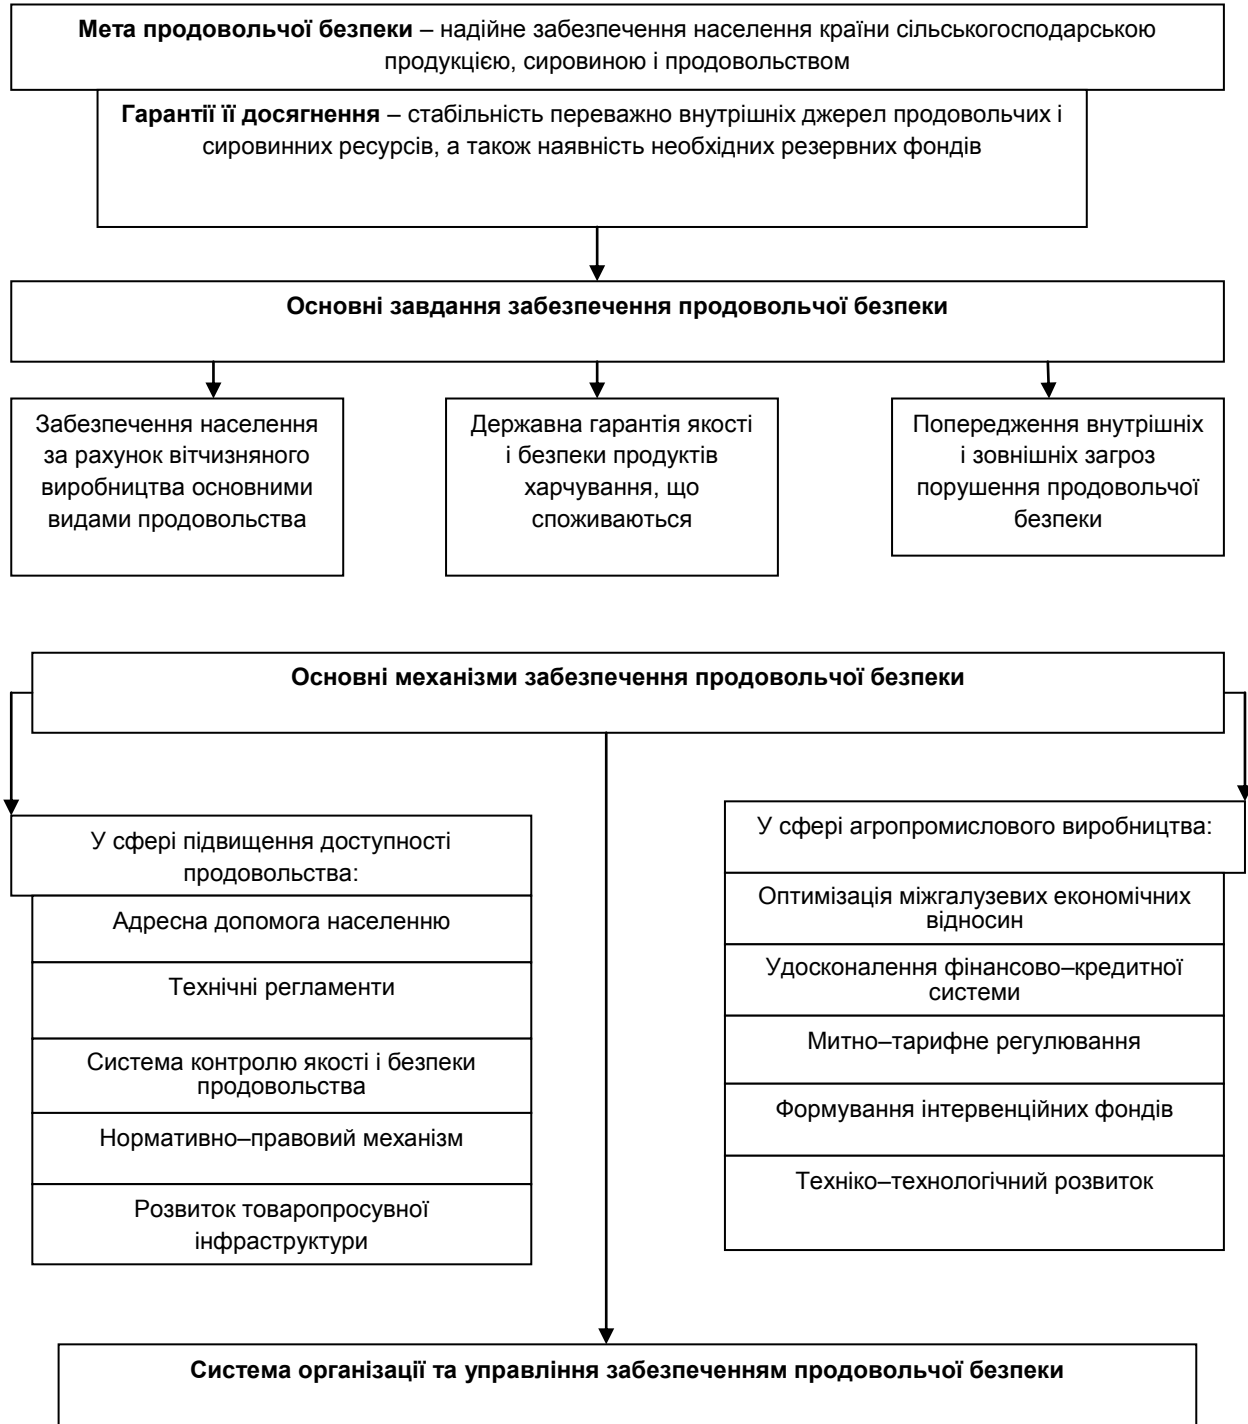 Мета продовольчої безпеки – надійне забезпечення населення країни сільськогосподарською
продукцією, сировиною і продовольством
Гарантії її досягнення – стабільність переважно внутрішніх джерел продовольчих і
сировинних ресурсів, а також наявність необхідних резервних фондів
Основні завдання забезпечення продовольчої безпеки
Забезпечення населення
за рахунок вітчизняного
виробництва основними
видами продовольства
Державна гарантія якості
і безпеки продуктів
харчування, що
споживаються
Попередження внутрішніх
і зовнішніх загроз
порушення продовольчої
безпеки
Основні механізми забезпечення продовольчої безпеки
У сфері підвищення доступності
продовольства:
Адресна допомога населенню
Технічні регламенти
Система контролю якості і безпеки
продовольства
Нормативно–правовий механізм
Розвиток товаропросувної
інфраструктури
У сфері агропромислового виробництва:
Оптимізація міжгалузевих економічних
відносин
Удосконалення фінансово–кредитної
системи
Митно–тарифне регулювання
Формування інтервенційних фондів
Техніко–технологічний розвиток
Система організації та управління забезпеченням продовольчої безпеки